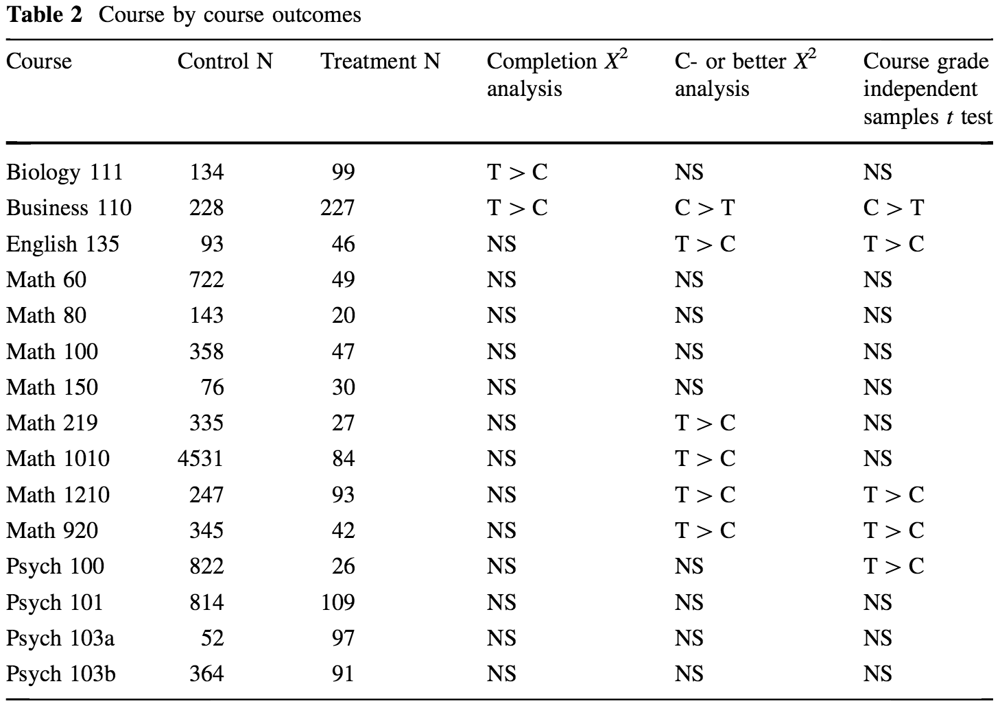 Table 2 Course by course outcomes
Course Control N Treatment N Completion X² analysis C- or better X² analysis Course grade independent samples t test
Biology 111 134 99 T > C NS NS
Business 110 228 227 T > C C > T C > T
English 135 93 46 NS T > C T > C
Math 60 722 49 NS NS NS
Math 80 143 20 NS NS NS
Math 100 358 47 NS NS NS
Math 150 76 30 NS NS NS
Math 219 335 27 NS T > C NS
Math 1010 4531 84 NS T > C NS
Math 1210 247 93 NS T > C T > C
Math 920 345 42 NS T > C T > C
Psych 100 822 26 NS NS T > C
Psych 101 814 109 NS NS NS
Psych 103a 52 97 NS NS NS
Psych 103b 364 91 NS NS NS